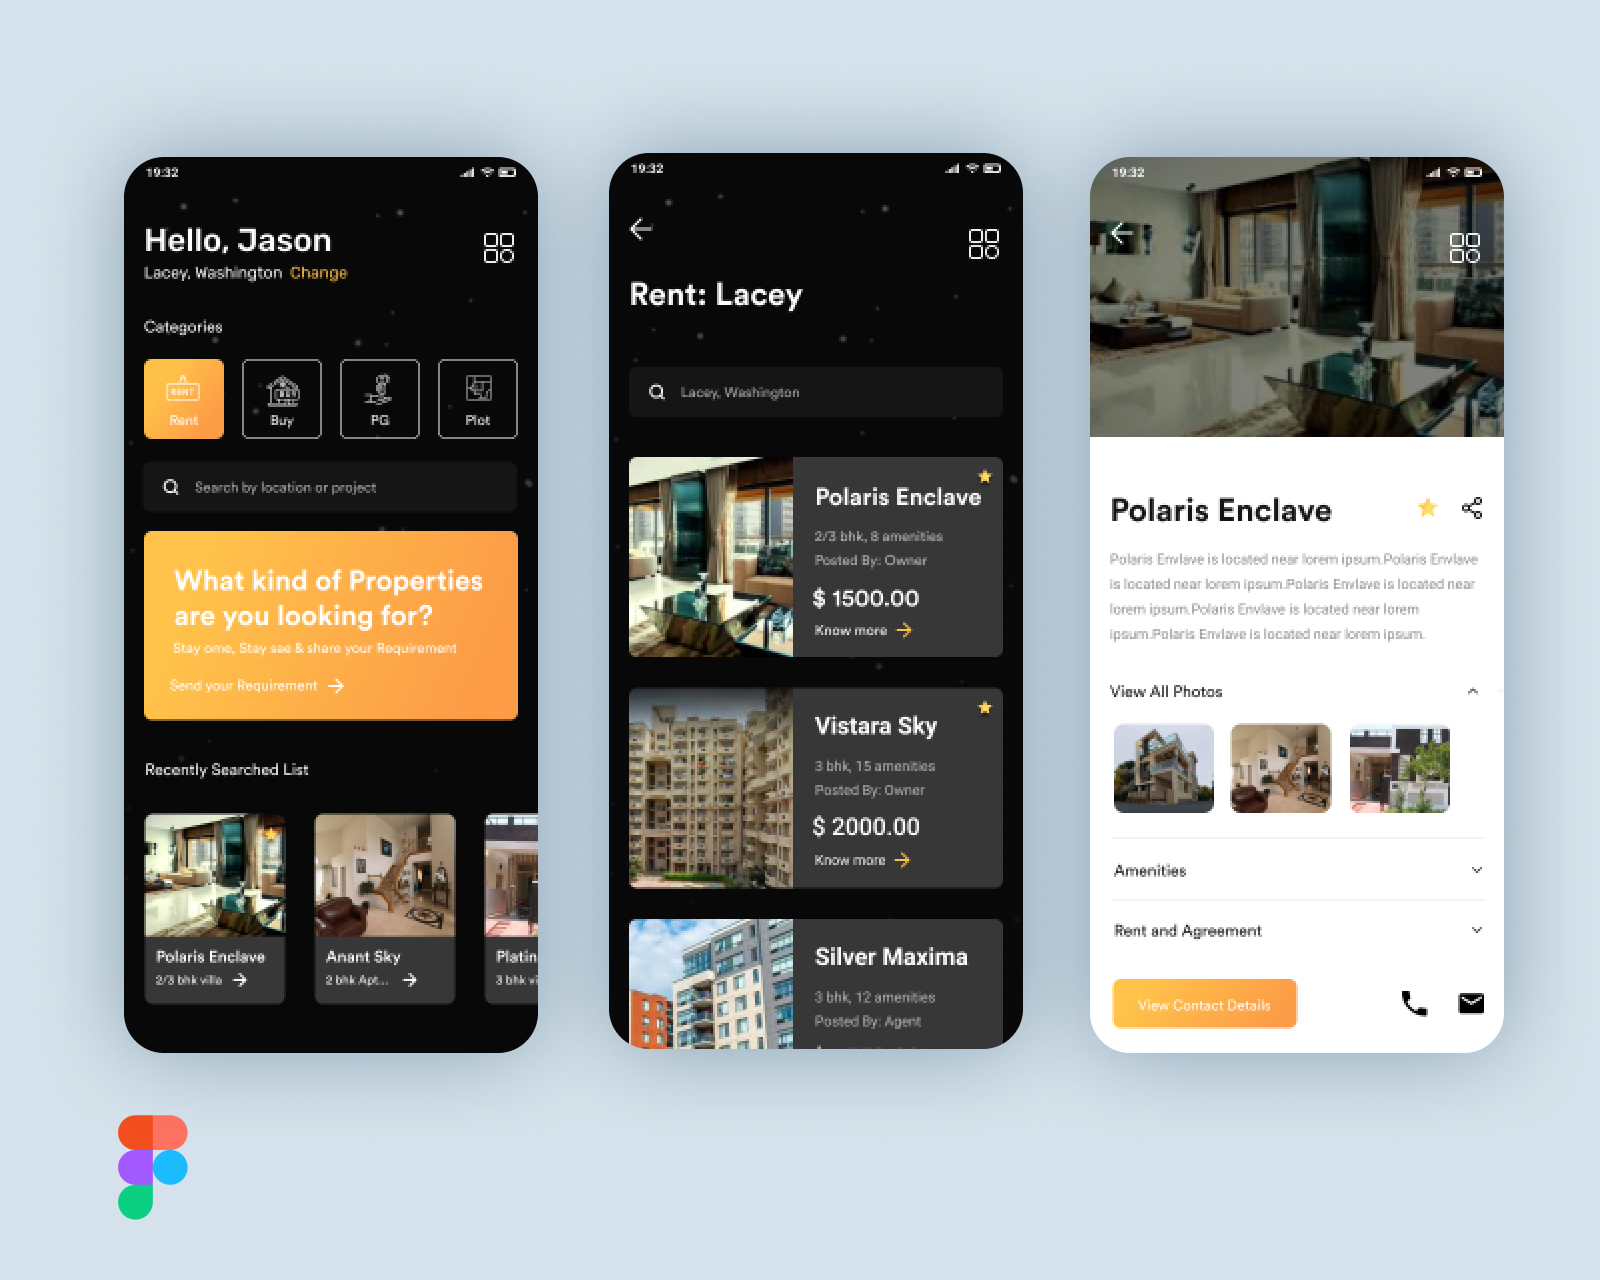 19:32
Hello, Jason
Lacey, Washington Change
Categories
RENT
Rent
Buy
PG
Plot
Search by location or project
What kind of Properties
are you looking for?
Stay ome, Stay sae & share your Requirement
Send your Requirement
Recently Searched List
Polaris Enclave
2/3 bhk villa
Anant Sky
2 bhk Apt...
Platin
3 bhk vi
19:32
Rent: Lacey
Lacey, Washington
Polaris Enclave
2/3 bhk, 8 amenities
Posted By: Owner
$ 1500.00
Know more
Vistara Sky
3 bhk, 15 amenities
Posted By: Owner
$ 2000.00
Know more
Silver Maxima
3 bhk, 12 amenities
Posted By: Agent
19:32
Polaris Enclave
Polaris Envlave is located near lorem ipsum.Polaris Envlave
is located near lorem ipsum.Polaris Envlave is located near
lorem ipsum.Polaris Envlave is located near lorem
ipsum.Polaris Envlave is located near lorem ipsum.
View All Photos
Amenities
Rent and Agreement
View Contact Details